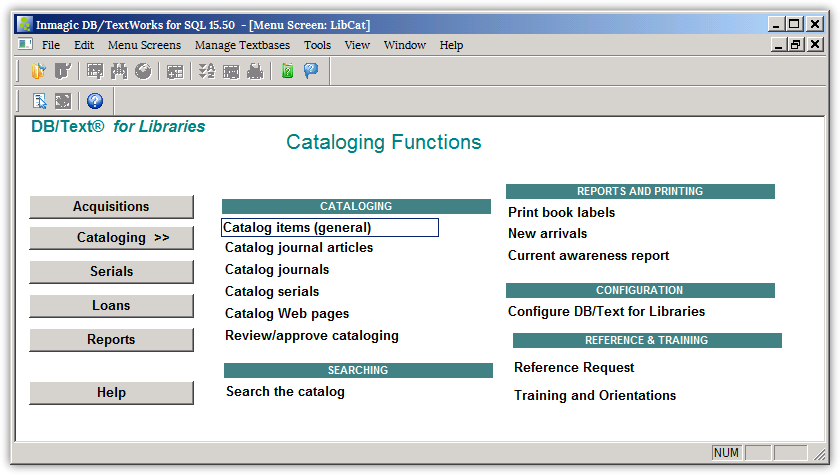 Inmagic DB/TextWorks for SQL 15.50 - [Menu Screen: LibCat]
File Edit Menu Screens Manage Textbases Tools View Window Help
DB/Text® for Libraries
Cataloging Functions
Acquisitions
Cataloging >>
Serials
Loans
Reports
Help
CATALOGING
Catalog items (general)
Catalog journal articles
Catalog journals
Catalog serials
Catalog Web pages
Review/approve cataloging
SEARCHING
Search the catalog
REPORTS AND PRINTING
Print book labels
New arrivals
Current awareness report
CONFIGURATION
Configure DB/Text for Libraries
REFERENCE & TRAINING
Reference Request
Training and Orientations
NUM